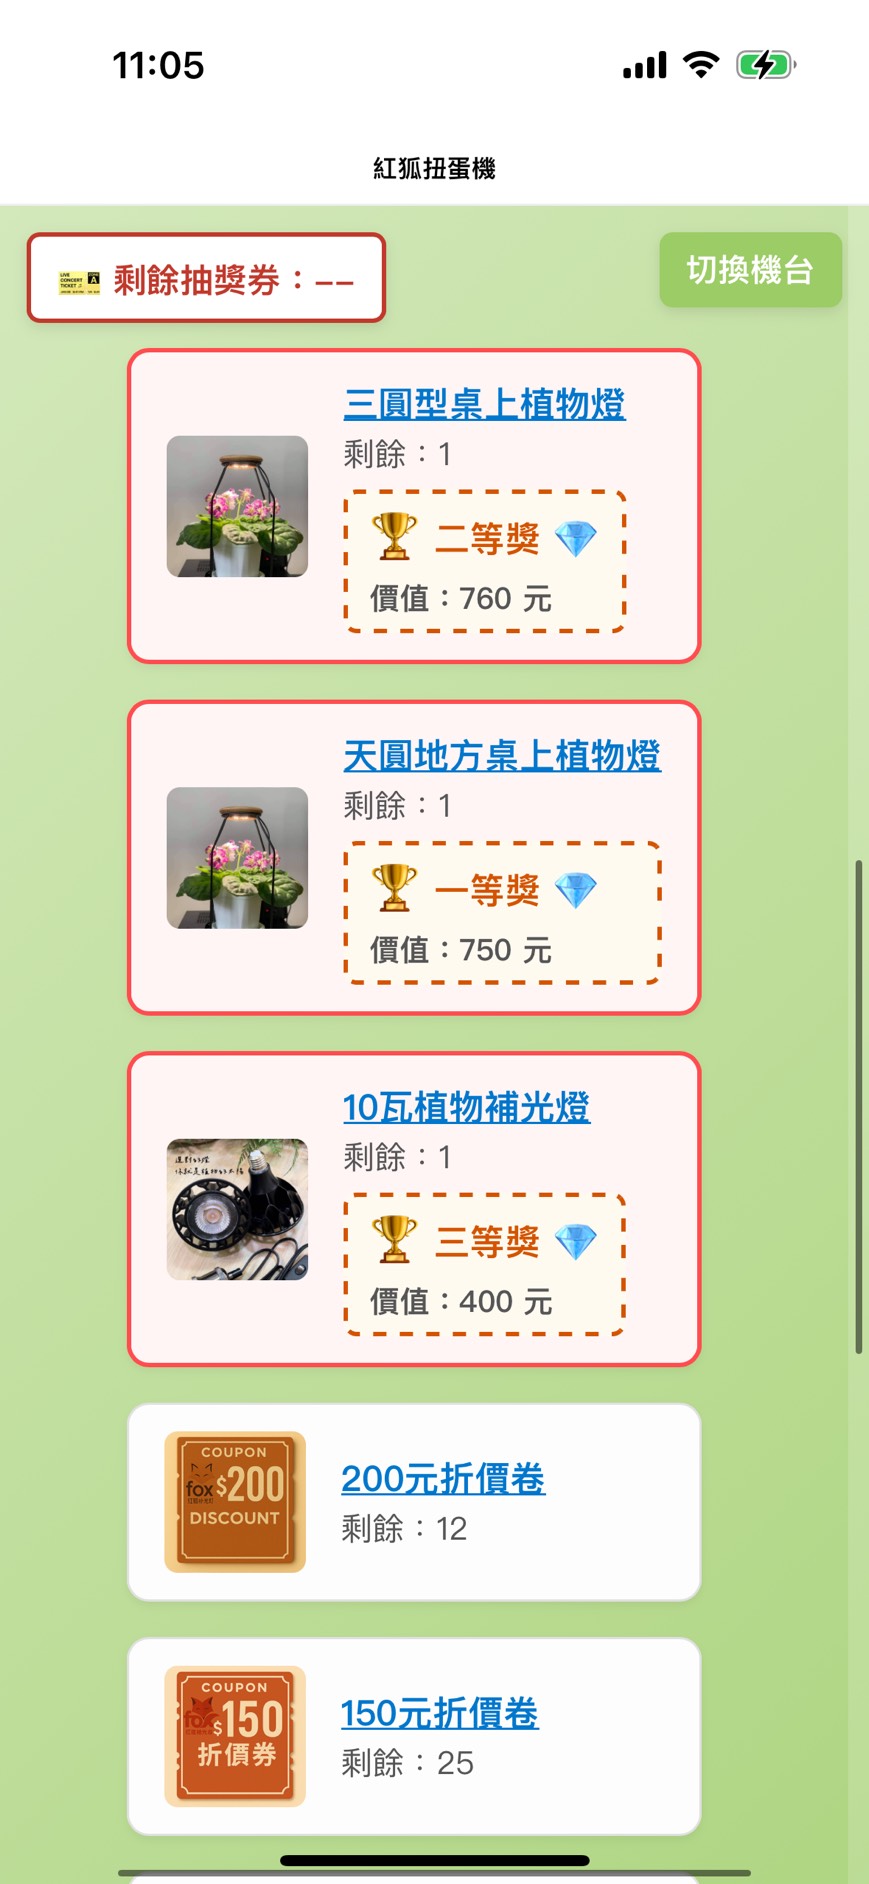 11:05
紅狐扭蛋機
LIVE
CONCERT
TICKET
A
剩餘抽獎券：––
切換機台
三圓型桌上植物燈
剩餘：1
二等獎
價值：760 元
天圓地方桌上植物燈
剩餘：1
一等獎
價值：750 元
10瓦植物補光燈
剩餘：1
三等獎
價值：400 元
COUPON
fox
$200
DISCOUNT
200元折價卷
剩餘：12
COUPON
fox
$150
折價券
150元折價卷
剩餘：25